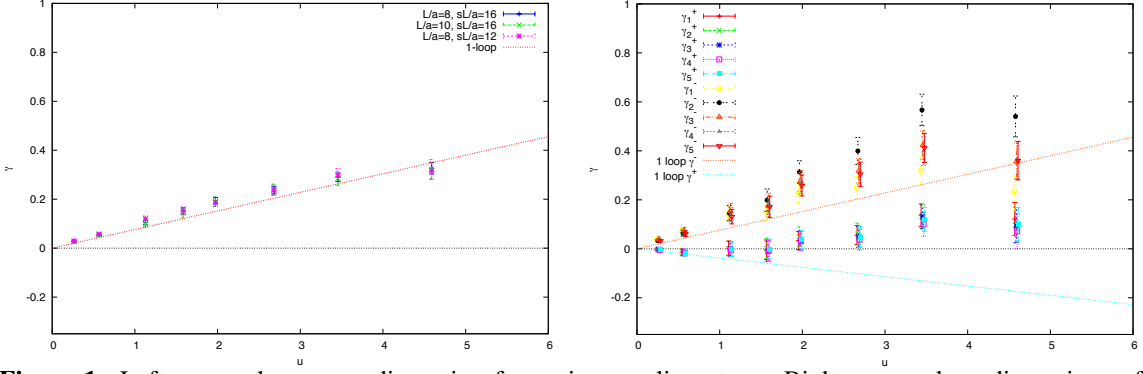 1
0.8
0.6
0.4
0.2
0
-0.2
0 1 2 3 4 5 6
γ
u
L/a=8, sL/a=16
L/a=10, sL/a=16
L/a=8, sL/a=12
1-loop
1
0.8
0.6
0.4
0.2
0
-0.2
0 1 2 3 4 5 6
γ
u
γ₁⁺
γ₂⁺
γ₃⁺
γ₄⁺
γ₅⁺
γ₁⁻
γ₂⁻
γ₃⁻
γ₄⁻
γ₅⁻
1 loop γ⁻
1 loop γ⁺